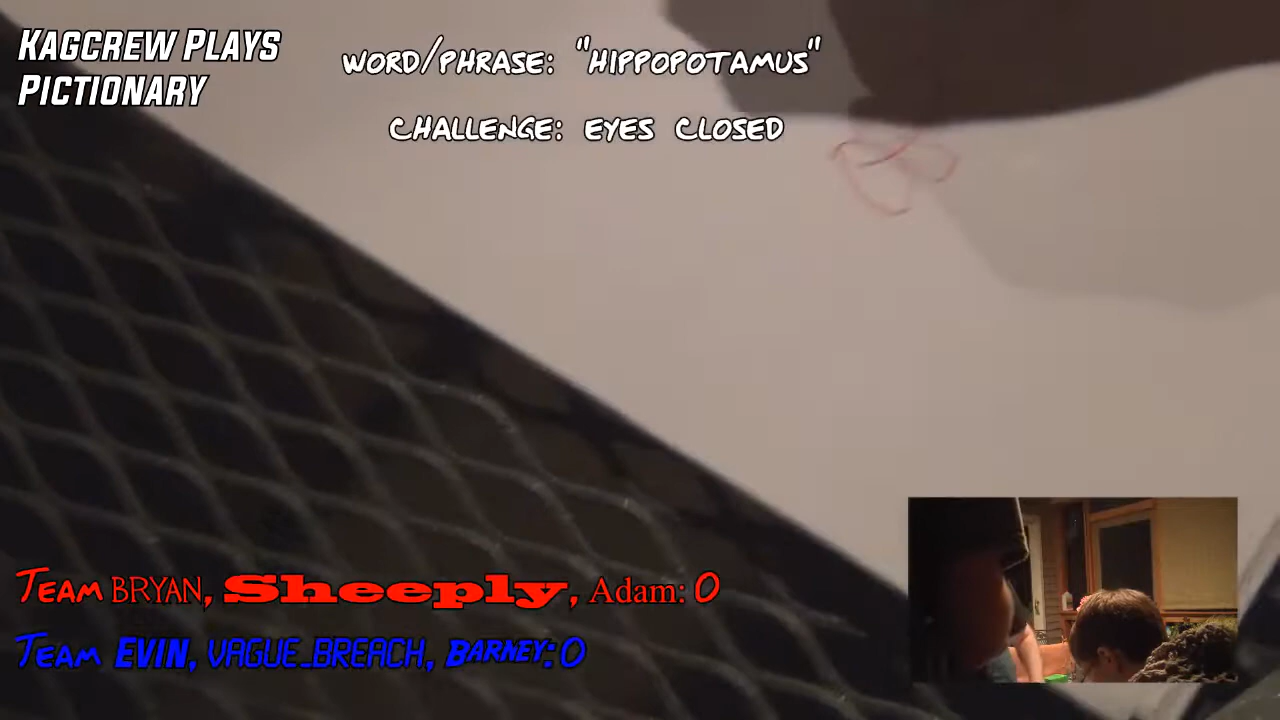 KAGCREW PLAYS
PICTIONARY
WORD/PHRASE: "HIPPOPOTAMUS"
CHALLENGE: EYES CLOSED
TEAM BRYAN, Sheeply, Adam: 0
TEAM EVIN, VAGUE_BREACH, BARNEY: 0